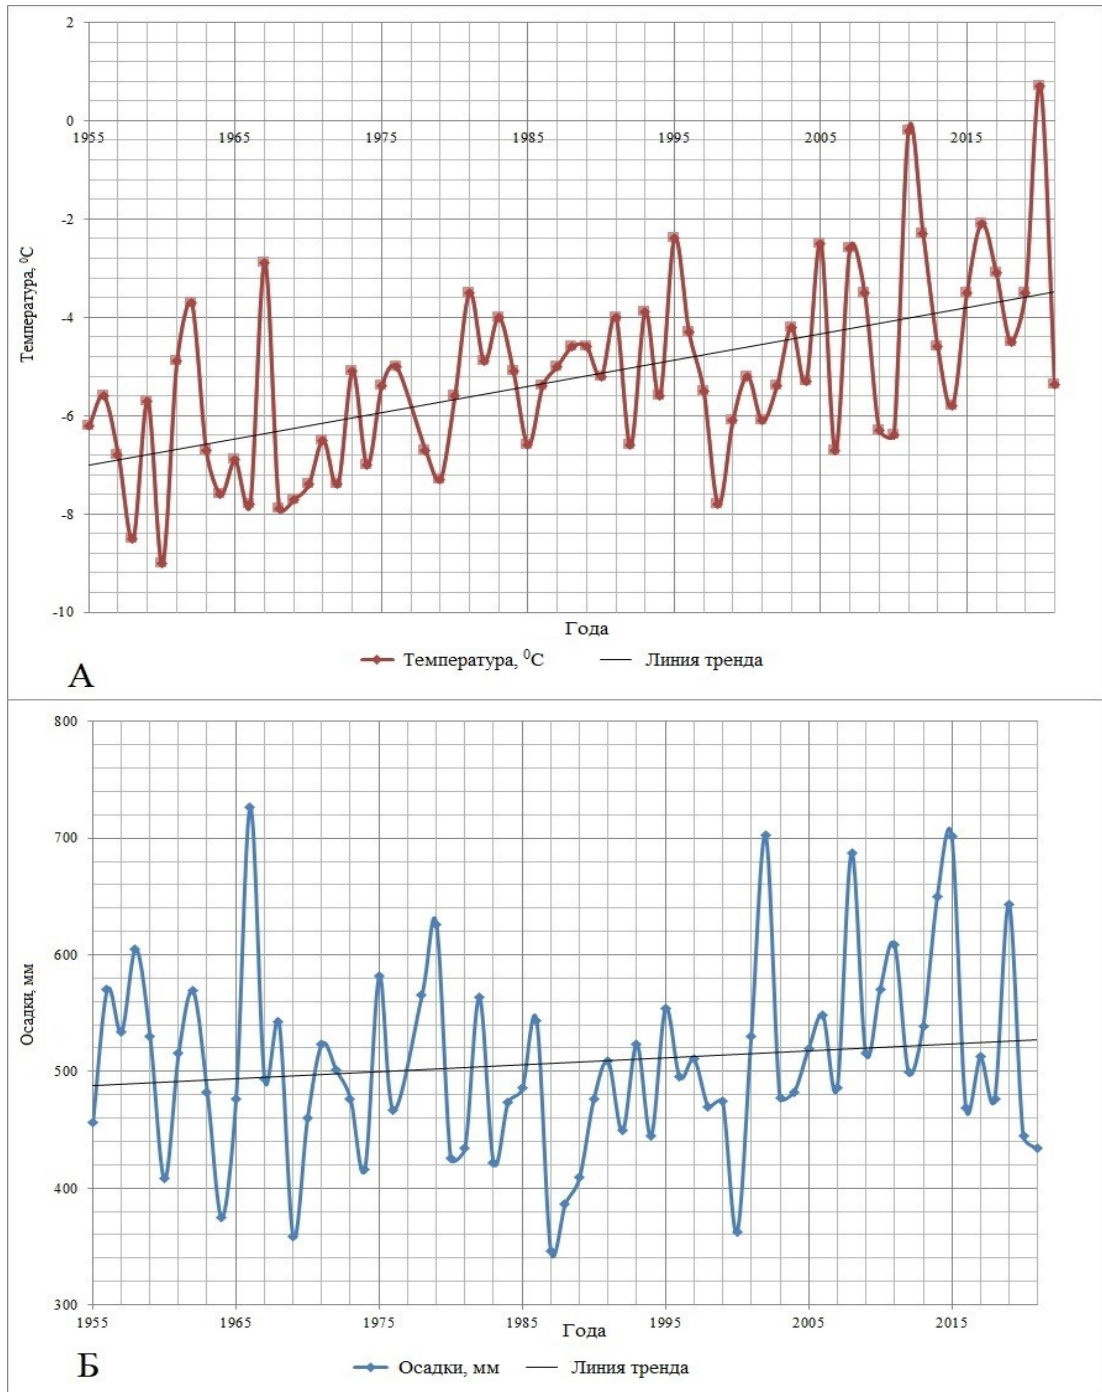 2
0
1955 1965 1975 1985 1995 2005 2015
-2
-4
-6
-8
-10
Температура, ⁰С
Года
Температура, ⁰С Линия тренда
А
800
700
600
500
400
300
Осадки, мм
1955 1965 1975 1985 1995 2005 2015
Года
Осадки, мм Линия тренда
Б